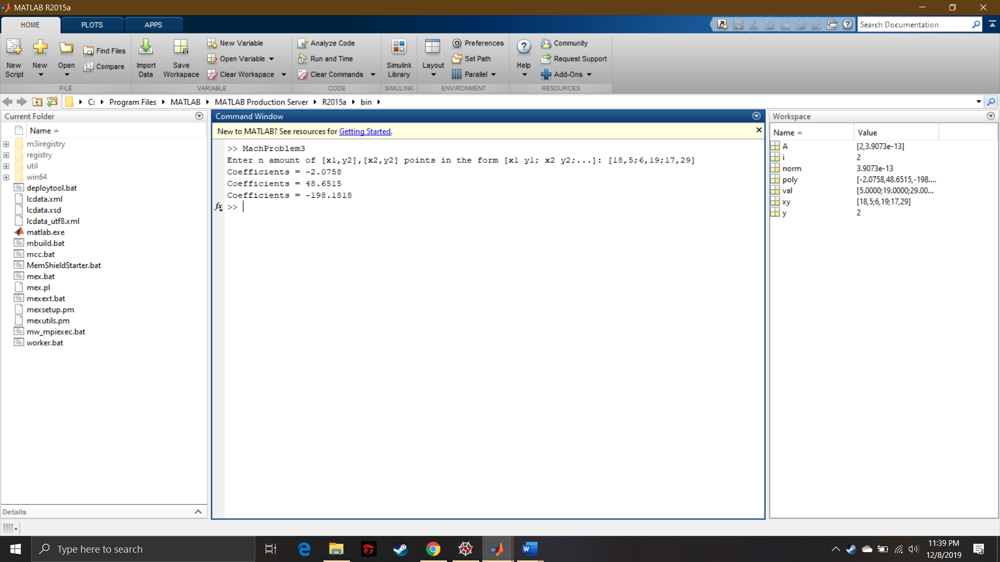 MATLAB R2015a
HOME PLOTS APPS
Search Documentation
New Script
New
Open
Find Files
Compare
FILE
Import Data
Save Workspace
New Variable
Open Variable
Clear Workspace
VARIABLE
Analyze Code
Run and Time
Clear Commands
CODE
Simulink Library
SIMULINK
Layout
Preferences
Set Path
Parallel
ENVIRONMENT
Help
Community
Request Support
Add-Ons
RESOURCES
C: Program Files MATLAB MATLAB Production Server R2015a bin
Current Folder
Name
m3iregistry
registry
util
win64
deploytool.bat
lcdata.xml
lcdata.xsd
lcdata_utf8.xml
matlab.exe
mbuild.bat
mcc.bat
MemShieldStarter.bat
mex.bat
mex.pl
mexext.bat
mexsetup.pm
mexutils.pm
mw_mpiexec.bat
worker.bat
Details
Command Window
New to MATLAB? See resources for Getting Started.
>> MachProblem3
Enter n amount of [x1,y2],[x2,y2] points in the form [x1 y1; x2 y2;...]: [18,5;6,19;17,29]
Coefficients = -2.0758
Coefficients = 48.6515
Coefficients = -198.1818
fx >>
Workspace
Name Value
A [2,3.9073e-13]
i 2
norm 3.9073e-13
poly [-2.0758,48.6515,-198....
val [5.0000;19.0000;29.00...
xy [18,5;6,19;17,29]
y 2
Type here to search
11:39 PM
12/8/2019